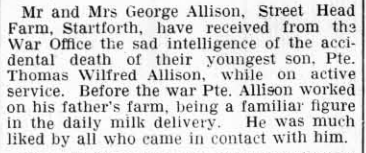 Mr and Mrs George Allison, Street Head
Farm, Startforth, have received from the
War Office the sad intelligence of the acci-
dental death of their youngest son, Pte.
Thomas Wilfred Allison, while on active
service. Before the war Pte. Allison worked
on his father's farm, being a familiar figure
in the daily milk delivery. He was much
liked by all who came in contact with him.